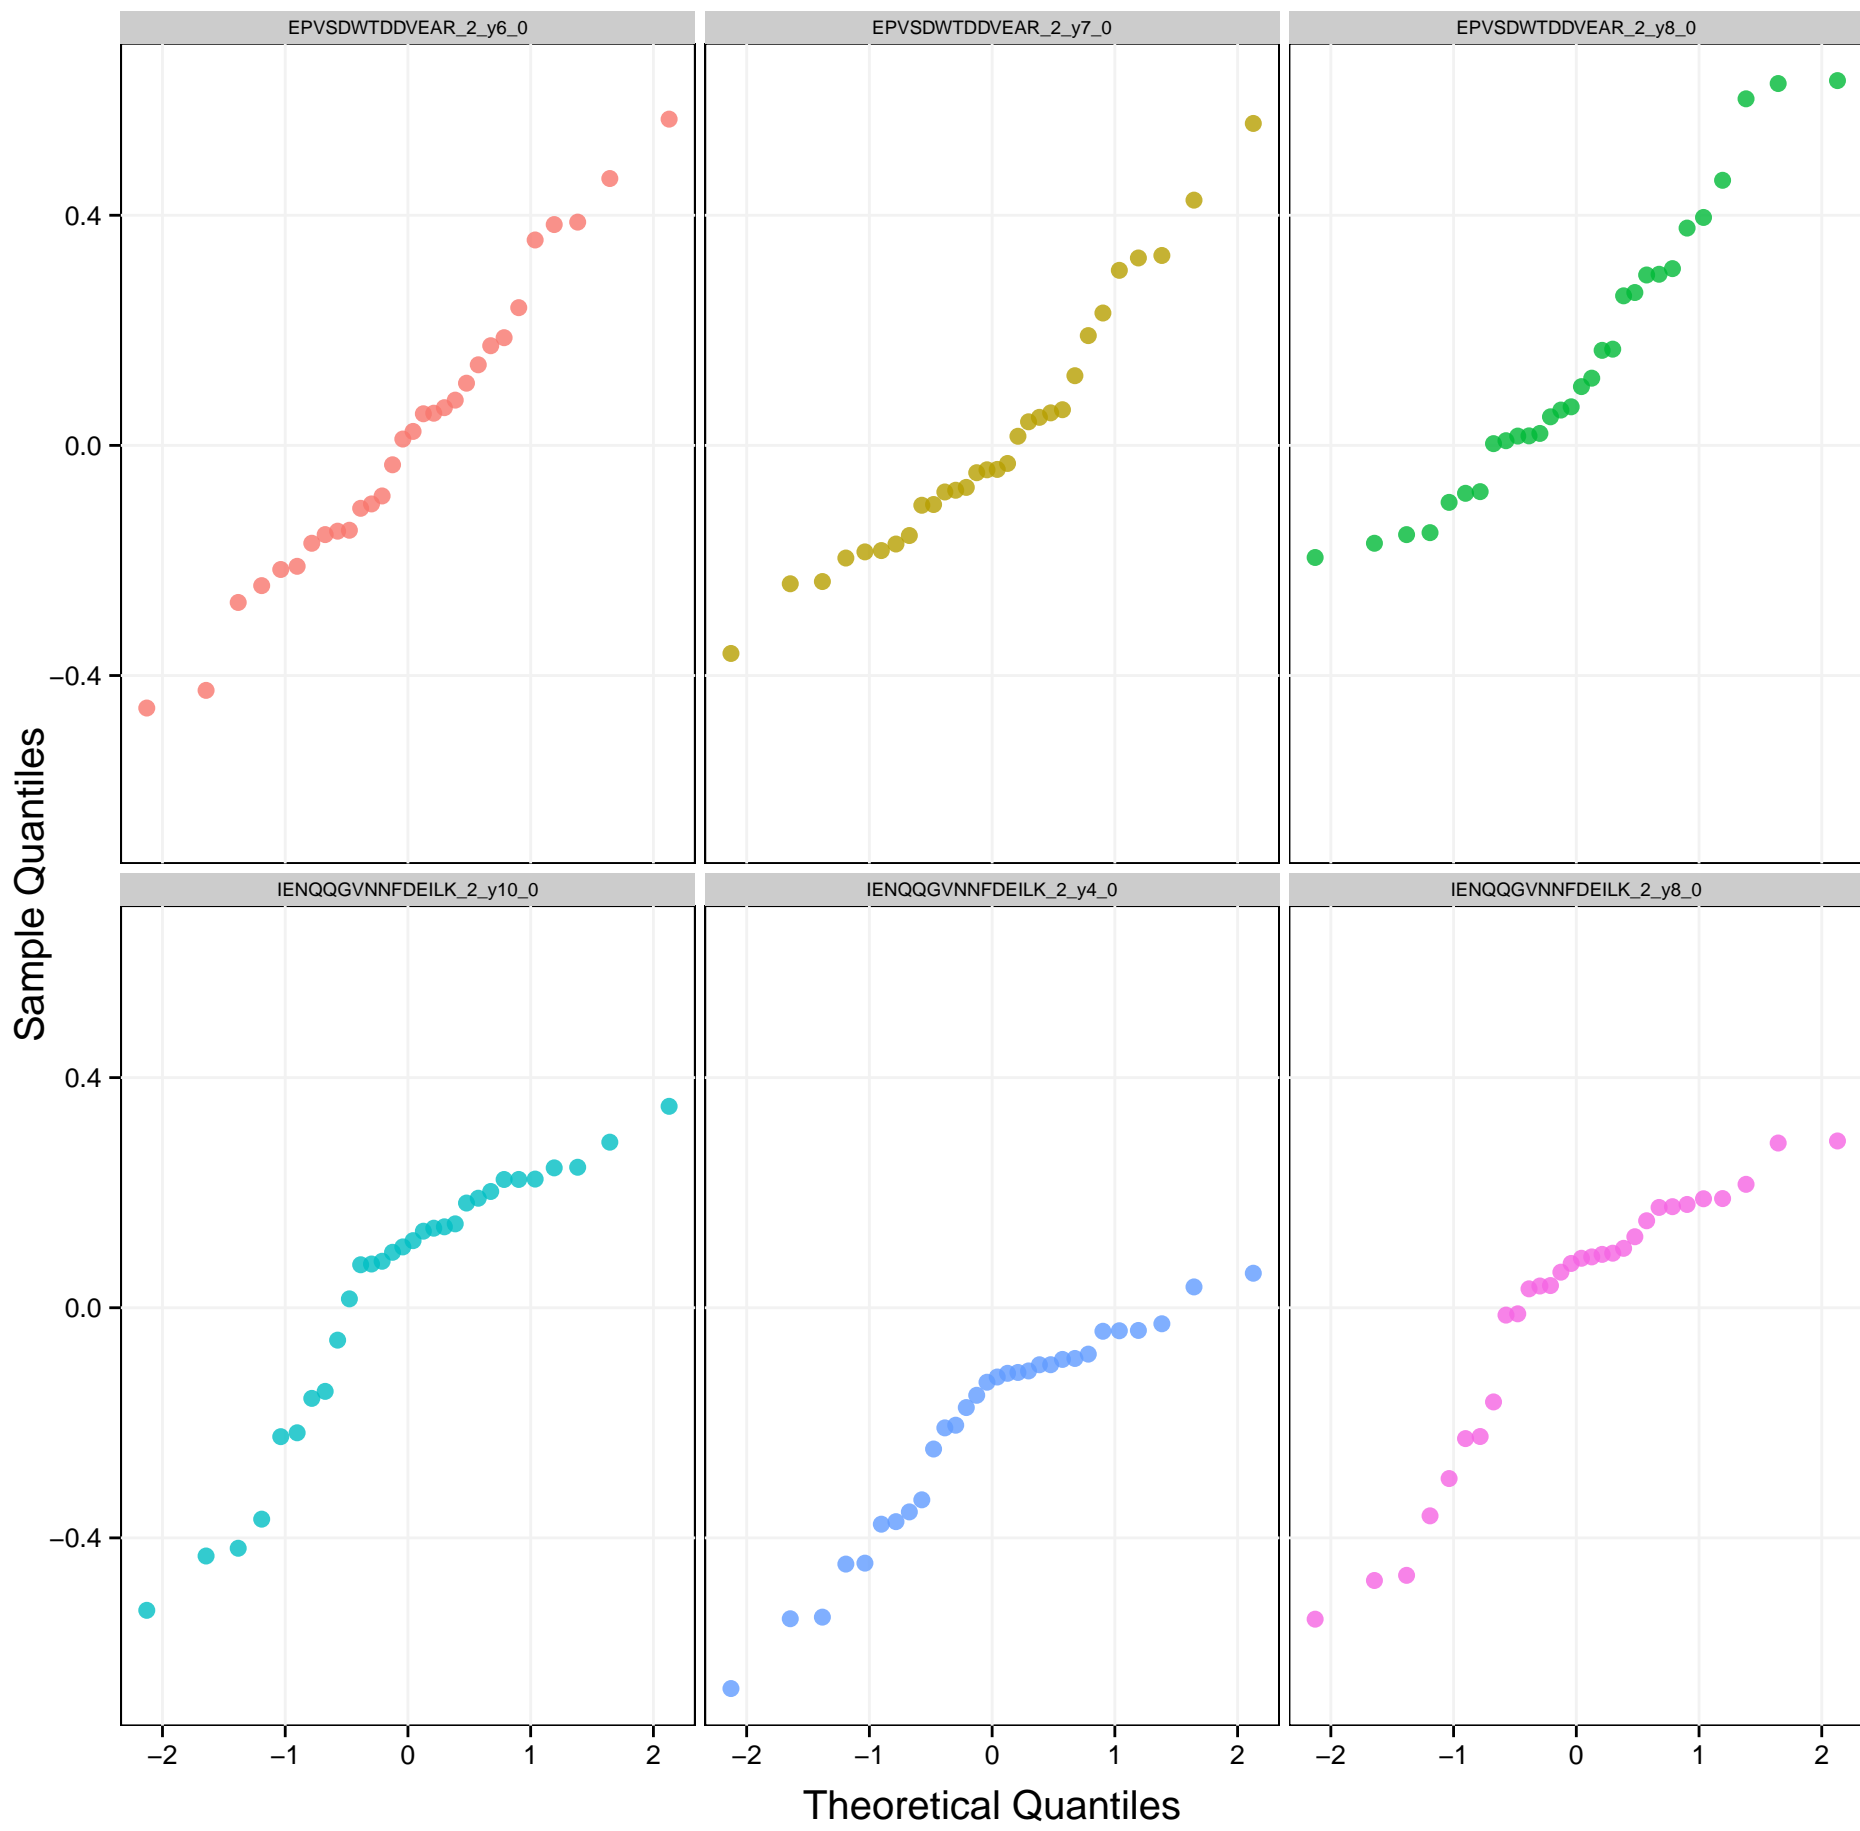 EPVSDWTDDVEAR_2_y6_0 EPVSDWTDDVEAR_2_y7_0 EPVSDWTDDVEAR_2_y8_0
0.4
0.0
−0.4
Sample Quantiles
IENQQGVNNFDEILK_2_y10_0 IENQQGVNNFDEILK_2_y4_0 IENQQGVNNFDEILK_2_y8_0
0.4
0.0
−0.4
−2 −1 0 1 2 −2 −1 0 1 2 −2 −1 0 1 2
Theoretical Quantiles